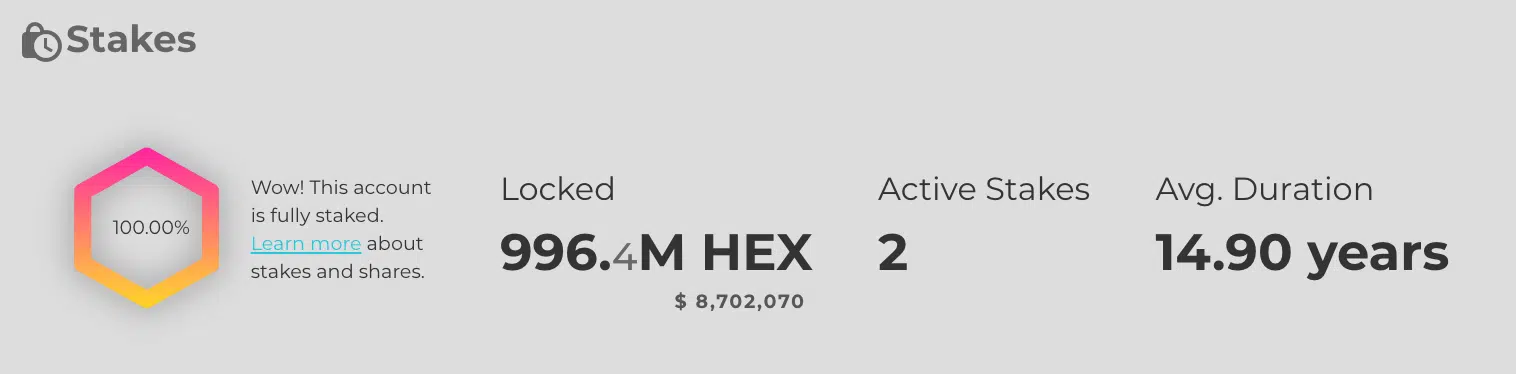 Stakes
100.00%
Wow! This account
is fully staked.
Learn more about
stakes and shares.
Locked
996.4M HEX
$ 8,702,070
Active Stakes
2
Avg. Duration
14.90 years